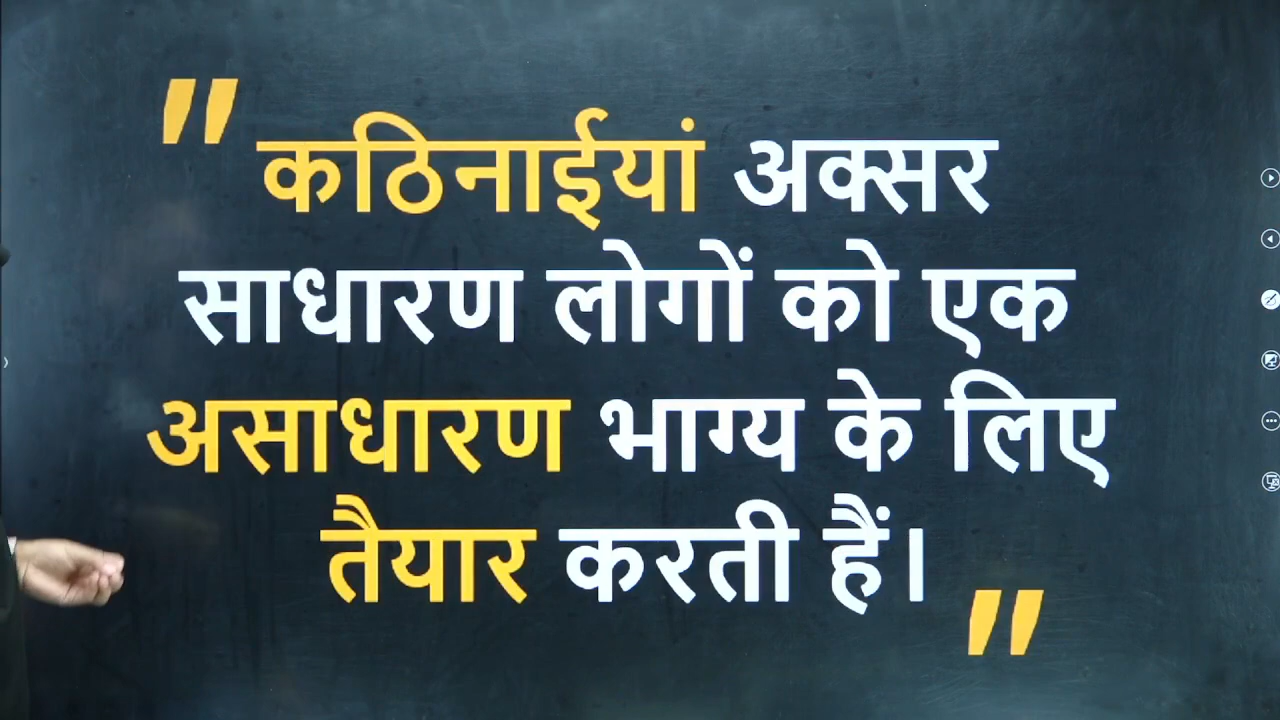 " कठिनाईयां अक्सर
साधारण लोगों को एक
असाधारण भाग्य के लिए
तैयार करती हैं। "